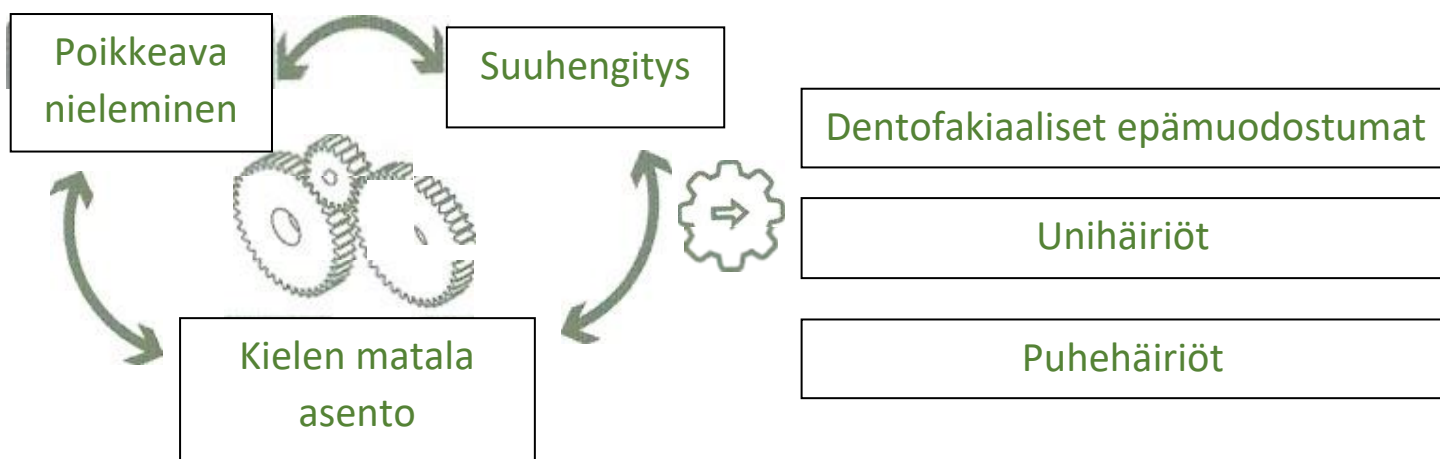 Poikkeava
nieleminen
Suuhengitys
Kielen matala
asento
Dentofakiaaliset epämuodostumat
Unihäiriöt
Puhehäiriöt